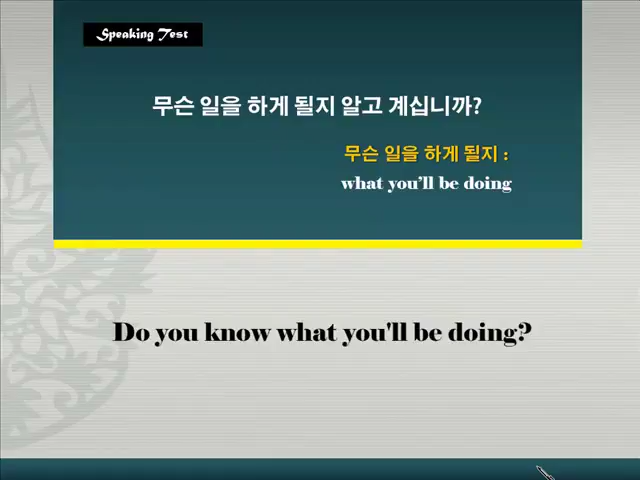 Speaking Test
무슨 일을 하게 될지 알고 계십니까?
무슨 일을 하게 될지 :
what you'll be doing
Do you know what you'll be doing?